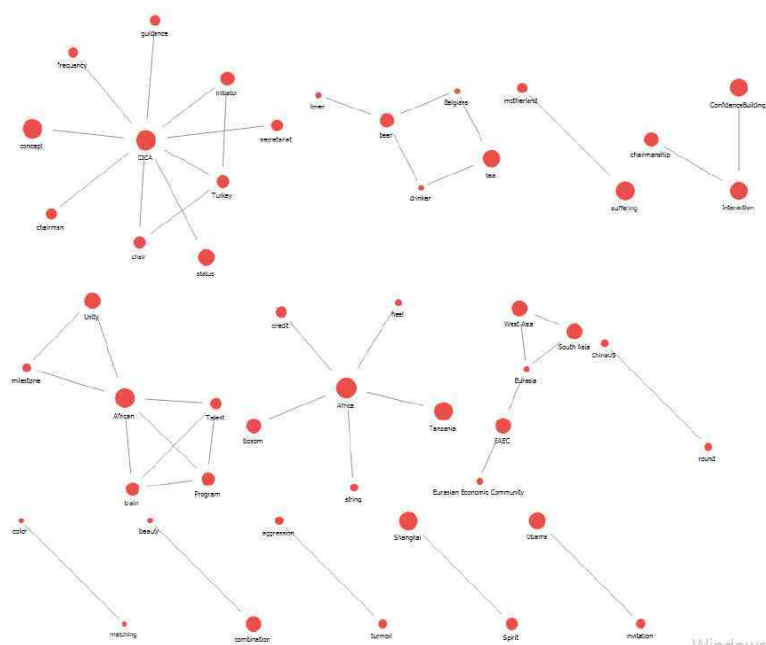 guidance
frequency
initiator
concept
CICA
secretariat
Turkey
chairman
chair
status
lover
beer
Belgians
tea
drinker
motherland
suffering
ConfidenceBuilding
chairmanship
Interaction
Unity
milestone
African
Talent
train
Program
credit
heel
Africa
bosom
Tanzania
string
West Asia
South Asia
ChinaUS
Eurasia
EAEC
round
Eurasian Economic Community
color
beauty
aggression
Shanghai
Obama
matching
combination
turmoil
Spirit
invitation
Windows